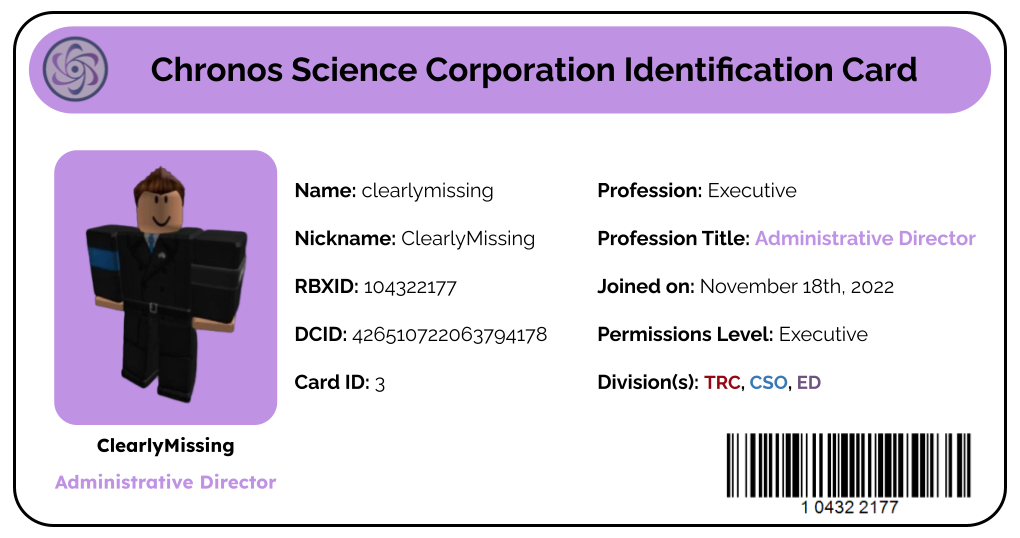 Chronos Science Corporation Identification Card
Name: clearlymissing
Nickname: ClearlyMissing
RBXID: 104322177
DCID: 426510722063794178
Card ID: 3
Profession: Executive
Profession Title: Administrative Director
Joined on: November 18th, 2022
Permissions Level: Executive
Division(s): TRC, CSO, ED
ClearlyMissing
Administrative Director
1 0432 2177